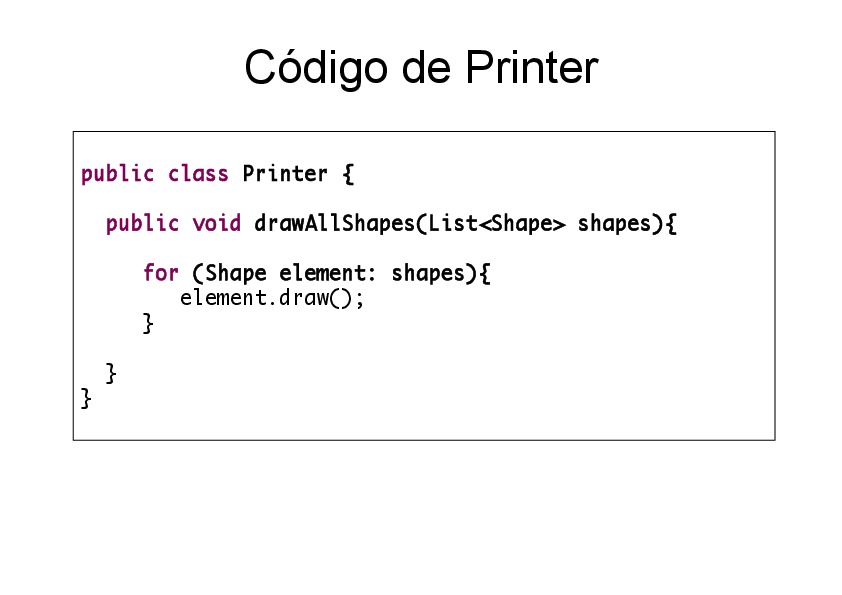 Código de Printer
public class Printer {
public void drawAllShapes(List<Shape> shapes){
for (Shape element: shapes){
element.draw();
}
}
}